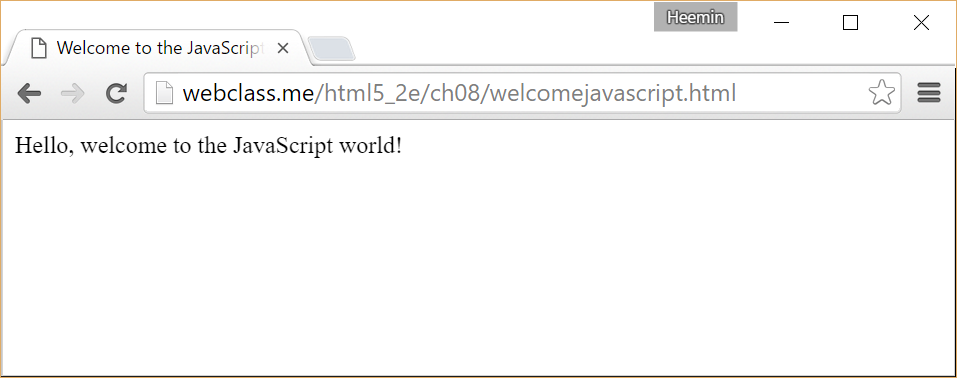 Heemin
Welcome to the JavaScript
webclass.me/html5_2e/ch08/welcomejavascript.html
Hello, welcome to the JavaScript world!